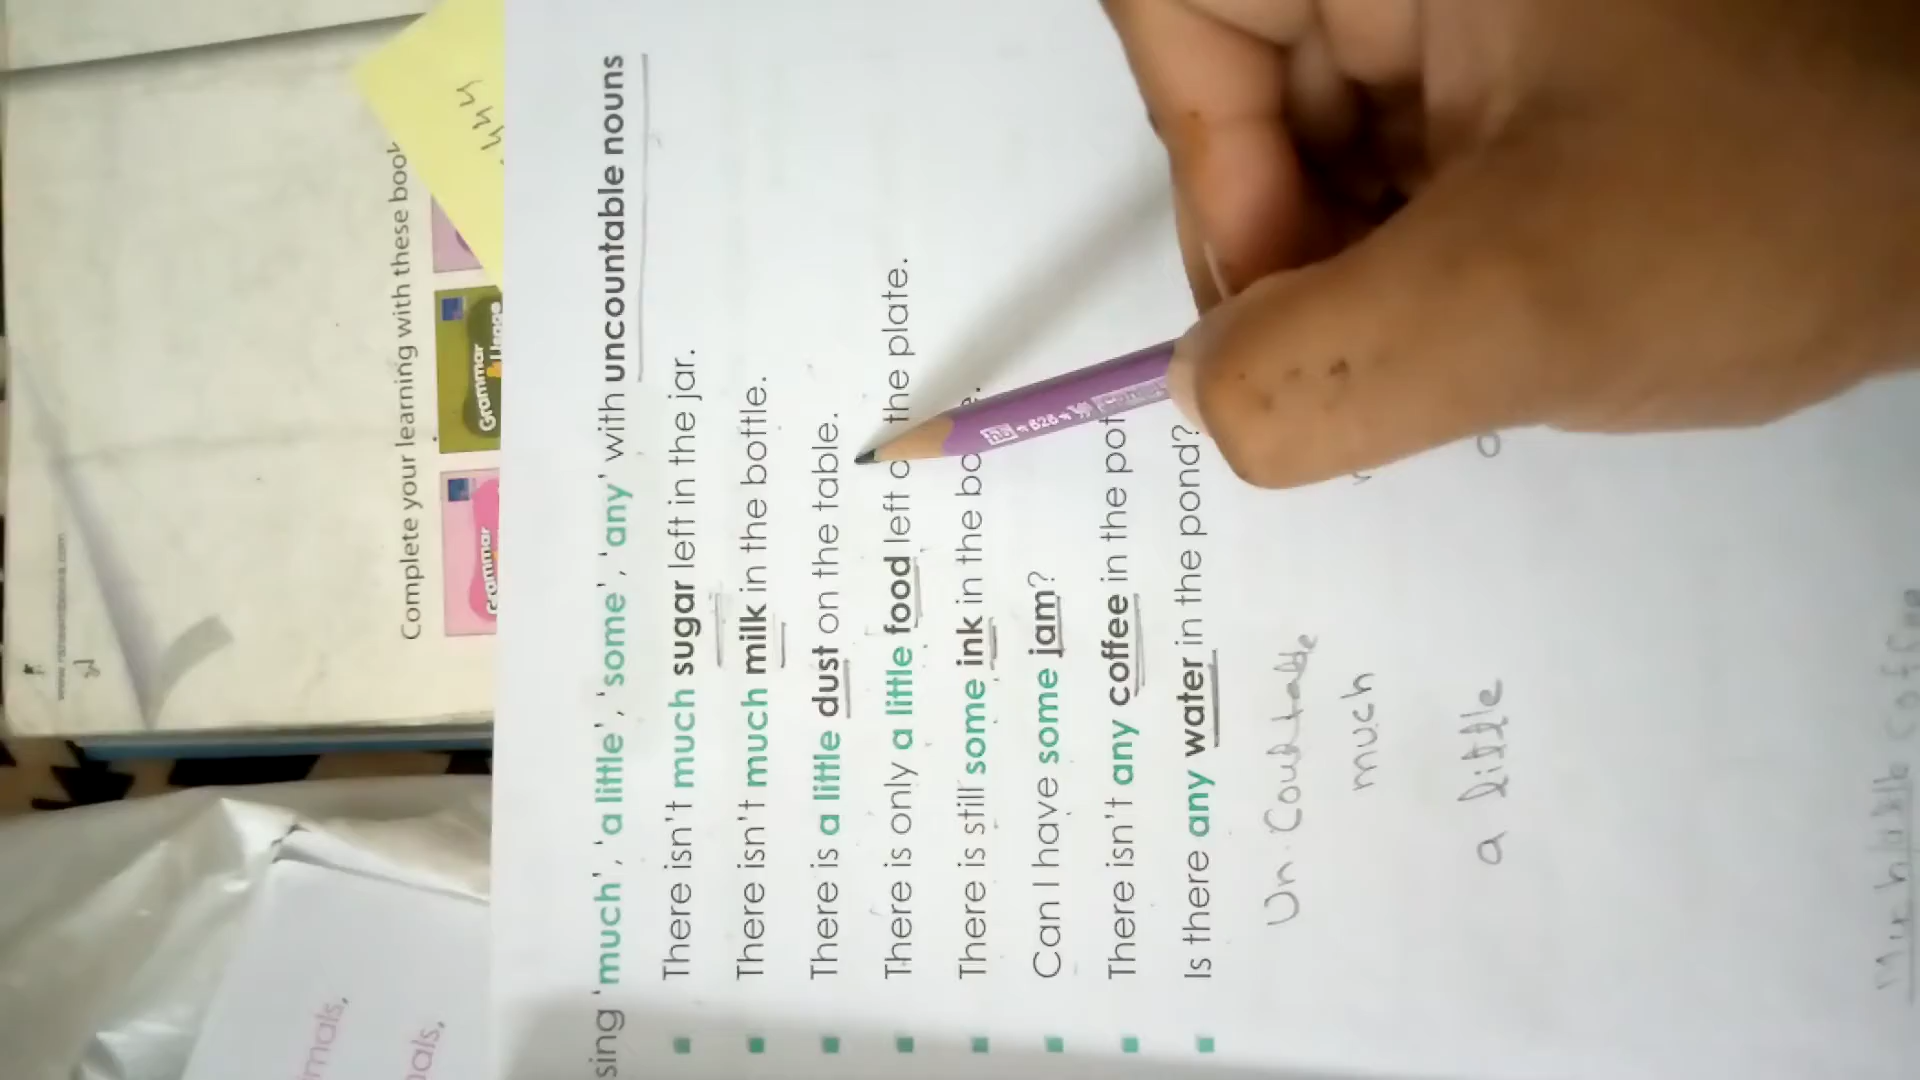 Complete your learning with these boo
Grammar
Grammar
sing 'much', 'a little', 'some', 'any' with uncountable nouns
There isn't much sugar left in the jar.
There isn't much milk in the bottle.
There is a little dust on the table.
There is only a little food left the plate.
There is still some ink in the
Can I have some jam?
There isn't any coffee in the pot
Is there any water in the pond?
Un.Countable
much
a little